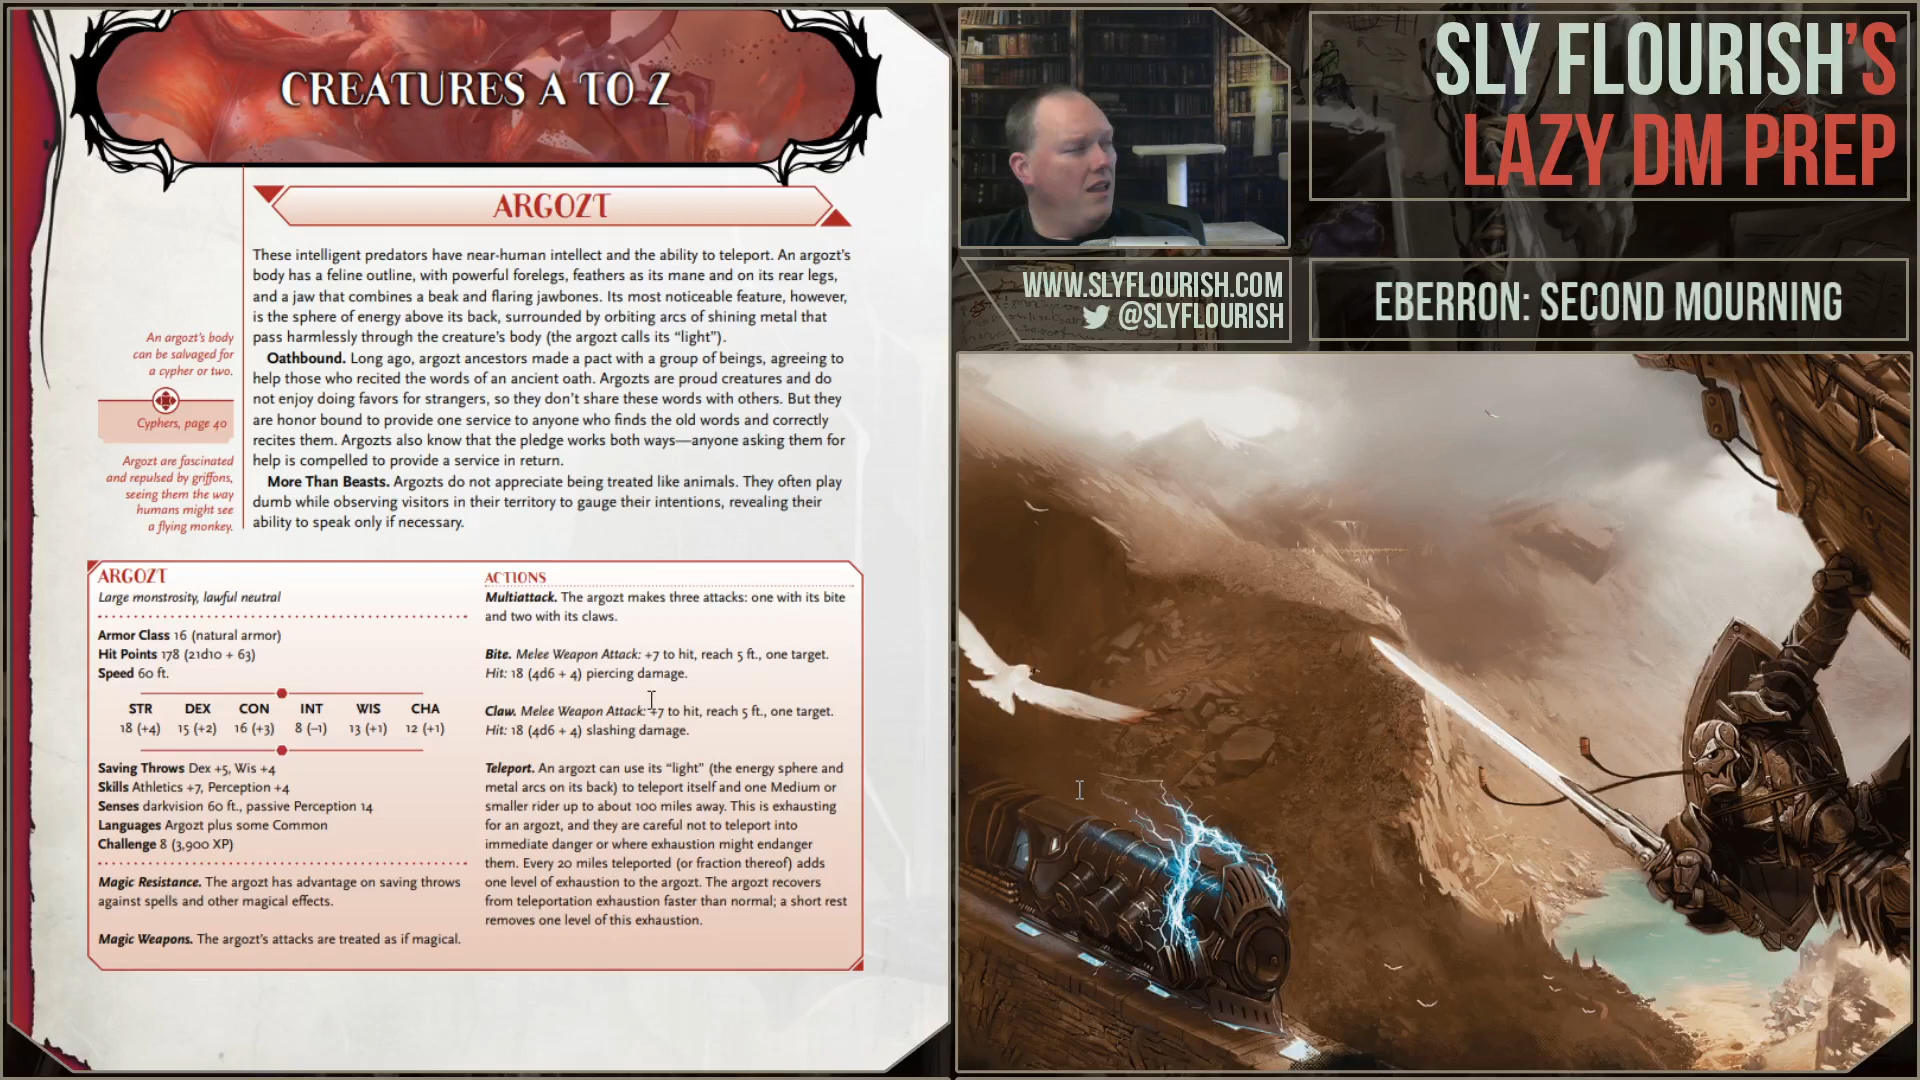 CREATURES A TO Z
ARGOZT
These intelligent predators have near-human intellect and the ability to teleport. An argozt's
body has a feline outline, with powerful forelegs, feathers as its mane and on its rear legs,
and a jaw that combines a beak and flaring jawbones. Its most noticeable feature, however,
is the sphere of energy above its back, surrounded by orbiting arcs of shining metal that
pass harmlessly through the creature's body (the argozt calls its “light”).
Oathbound. Long ago, argozt ancestors made a pact with a group of beings, agreeing to
help those who recited the words of an ancient oath. Argozts are proud creatures and do
not enjoy doing favors for strangers, so they don't share these words with others. But they
are honor bound to provide one service to anyone who finds the old words and correctly
recites them. Argozts also know that the pledge works both ways—anyone asking them for
help is compelled to provide a service in return.
More Than Beasts. Argozts do not appreciate being treated like animals. They often play
dumb while observing visitors in their territory to gauge their intentions, revealing their
ability to speak only if necessary.
An argozt's body
can be salvaged for
a cypher or two.
Cyphers, page 40
Argozt are fascinated
and repulsed by griffons,
seeing them the way
humans might see
a flying monkey.
ARGOZT
Large monstrosity, lawful neutral
Armor Class 16 (natural armor)
Hit Points 178 (21d10 + 63)
Speed 60 ft.
STR DEX CON INT WIS CHA
18 (+4) 15 (+2) 16 (+3) 8 (–1) 13 (+1) 12 (+1)
Saving Throws Dex +5, Wis +4
Skills Athletics +7, Perception +4
Senses darkvision 60 ft., passive Perception 14
Languages Argozt plus some Common
Challenge 8 (3,900 XP)
Magic Resistance. The argozt has advantage on saving throws
against spells and other magical effects.
Magic Weapons. The argozt's attacks are treated as if magical.
ACTIONS
Multiattack. The argozt makes three attacks: one with its bite
and two with its claws.
Bite. Melee Weapon Attack: +7 to hit, reach 5 ft., one target.
Hit: 18 (4d6 + 4) piercing damage.
Claw. Melee Weapon Attack: +7 to hit, reach 5 ft., one target.
Hit: 18 (4d6 + 4) slashing damage.
Teleport. An argozt can use its “light” (the energy sphere and
metal arcs on its back) to teleport itself and one Medium or
smaller rider up to about 100 miles away. This is exhausting
for an argozt, and they are careful not to teleport into
immediate danger or where exhaustion might endanger
them. Every 20 miles teleported (or fraction thereof) adds
one level of exhaustion to the argozt. The argozt recovers
from teleportation exhaustion faster than normal; a short rest
removes one level of this exhaustion.
SLY FLOURISH'S
LAZY DM PREP
WWW.SLYFLOURISH.COM
@SLYFLOURISH
EBERRON: SECOND MOURNING